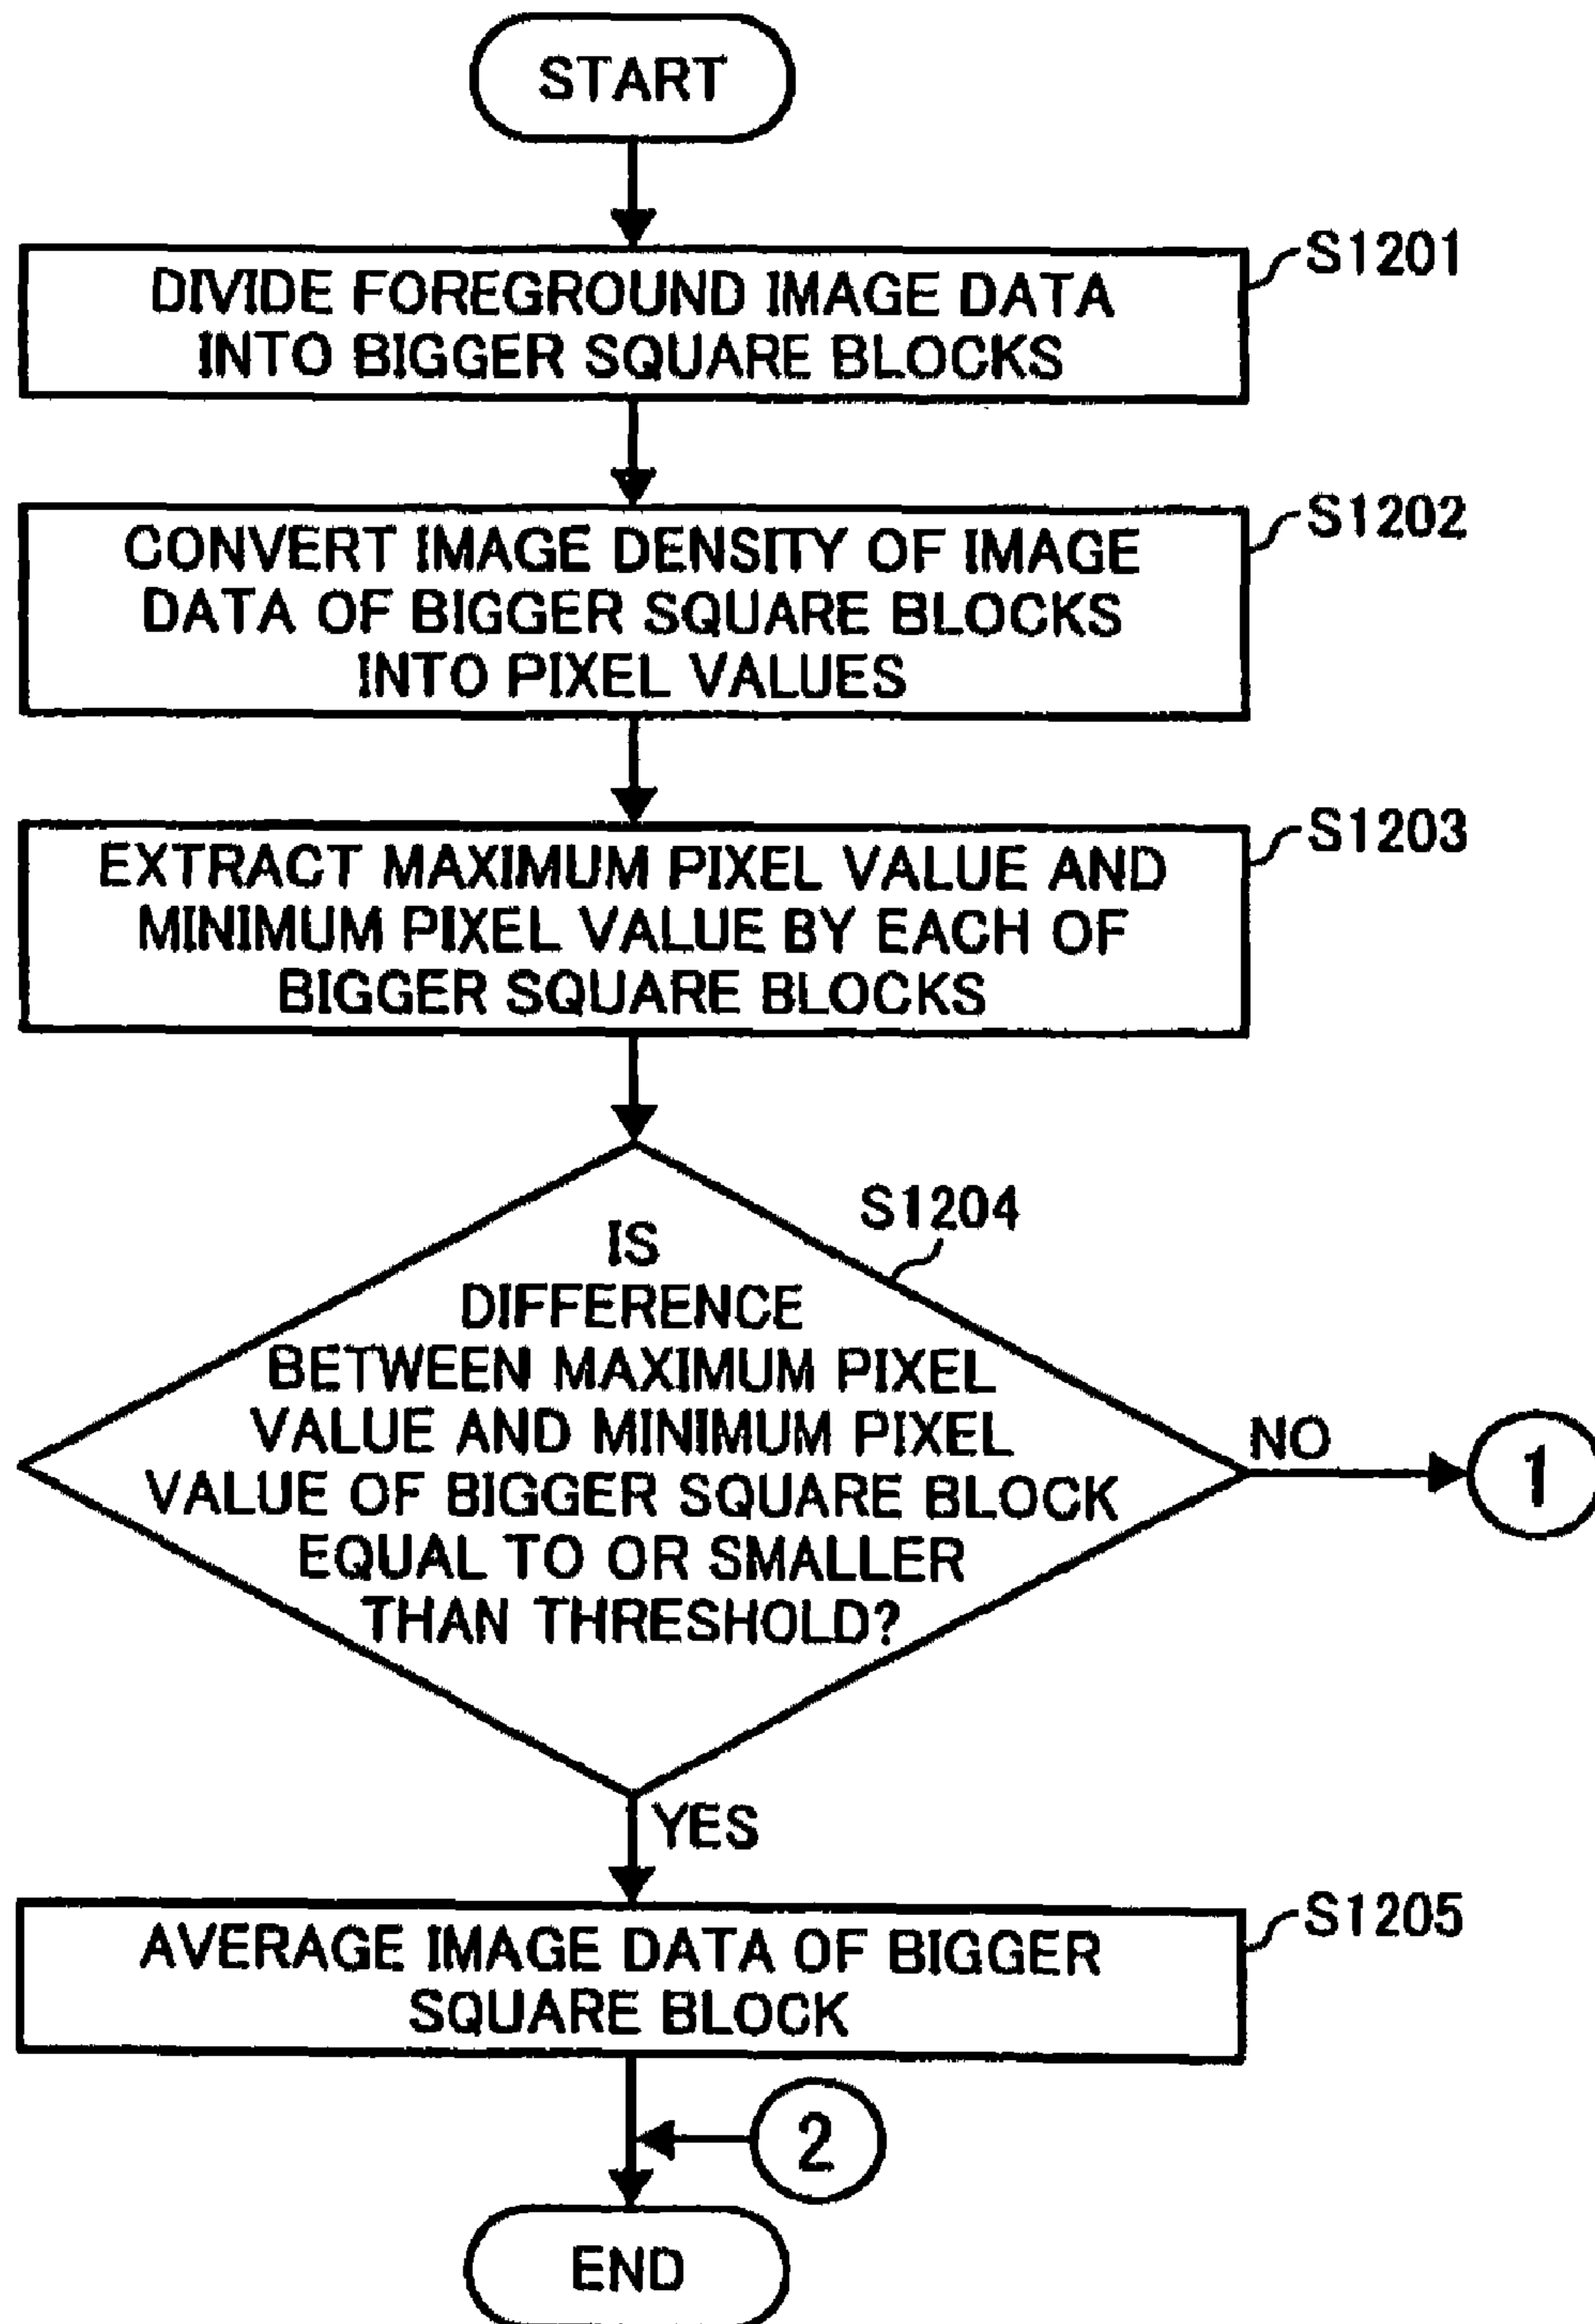 START
S1201
DIVIDE FOREGROUND IMAGE DATA
INTO BIGGER SQUARE BLOCKS
S1202
CONVERT IMAGE DENSITY OF IMAGE
DATA OF BIGGER SQUARE BLOCKS
INTO PIXEL VALUES
S1203
EXTRACT MAXIMUM PIXEL VALUE AND
MINIMUM PIXEL VALUE BY EACH OF
BIGGER SQUARE BLOCKS
S1204
IS
DIFFERENCE
BETWEEN MAXIMUM PIXEL
VALUE AND MINIMUM PIXEL
VALUE OF BIGGER SQUARE BLOCK
EQUAL TO OR SMALLER
THAN THRESHOLD?
NO
1
YES
S1205
AVERAGE IMAGE DATA OF BIGGER
SQUARE BLOCK
2
END